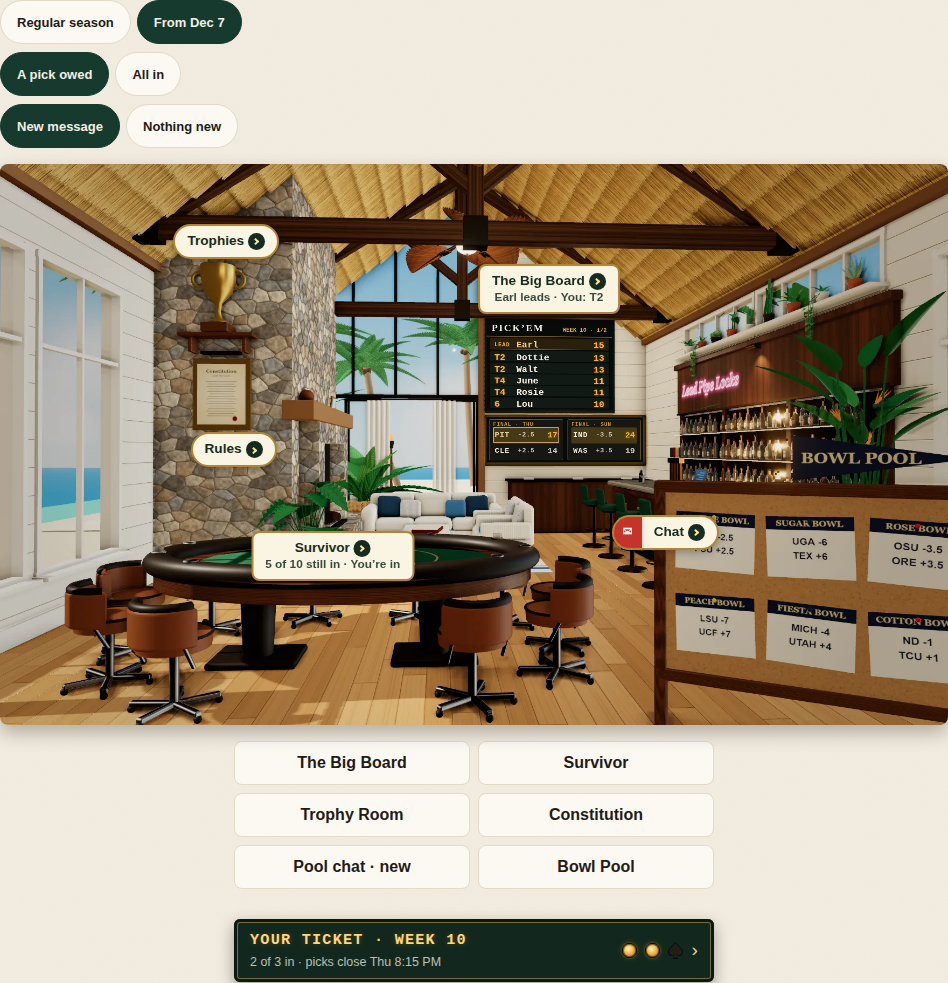 Regular season
From Dec 7
A pick owed
All in
New message
Nothing new
Trophies
The Big Board
Earl leads · You: T2
PICK'EM WEEK 10 · 1/2
LEAD Earl 15
T2 Dottie 13
T2 Walt 13
T4 June 11
T4 Rosie 11
6 Lou 10
FINAL · THU
PIT -2.5 17
CLE +2.5 14
FINAL · SUN
IND -3.5 24
WAS +3.5 19
Constitution
Rules
Lead Pipe Locks
BOWL POOL
Survivor
5 of 10 still in · You're in
Chat
BOWL
-2.5
+2.5
SUGAR BOWL
UGA -6
TEX +6
ROSE BOWL
OSU -3.5
ORE +3.5
PEACH BOWL
LSU -7
UCF +7
FIESTA BOWL
MICH -4
UTAH +4
COTTON BOW
ND -1
TCU +1
The Big Board
Survivor
Trophy Room
Constitution
Pool chat · new
Bowl Pool
YOUR TICKET · WEEK 10
2 of 3 in · picks close Thu 8:15 PM